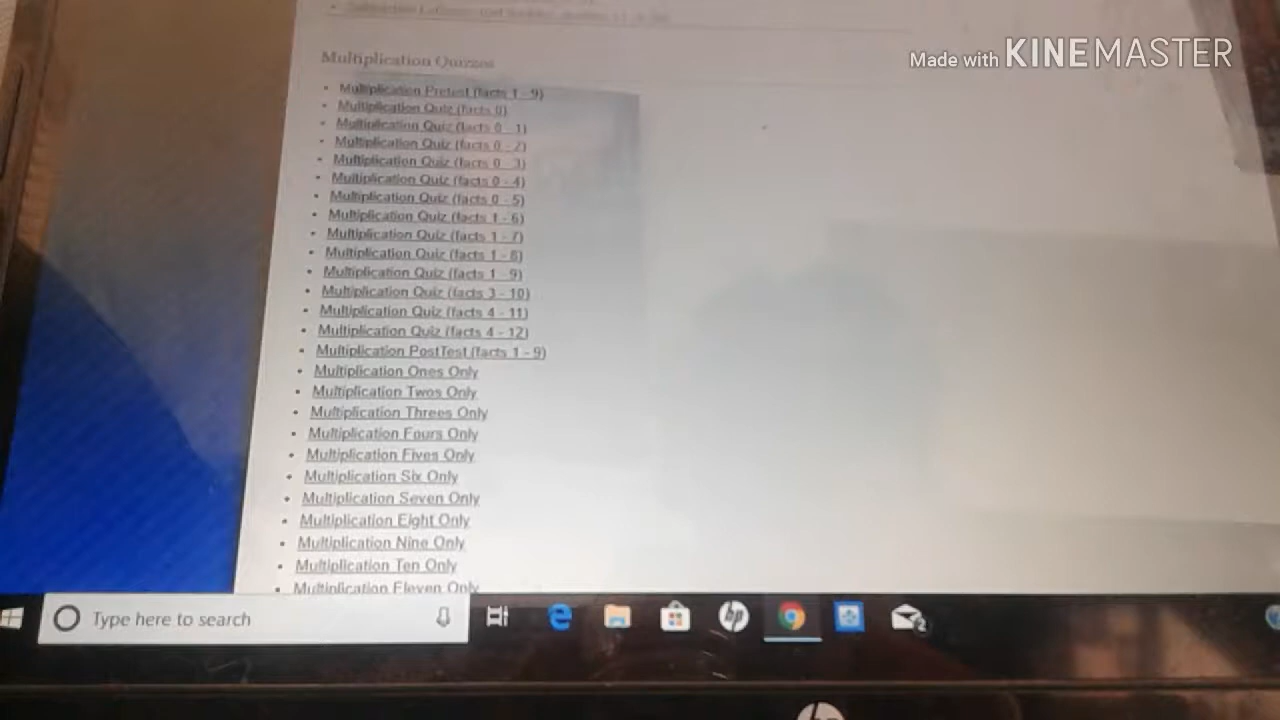 Made with KINEMASTER
Multiplication Quizzes
Multiplication Pretest (facts 1 - 9)
Multiplication Quiz (facts 0)
Multiplication Quiz (facts 0 - 1)
Multiplication Quiz (facts 0 - 2)
Multiplication Quiz (facts 0 - 3)
Multiplication Quiz (facts 0 - 4)
Multiplication Quiz (facts 0 - 5)
Multiplication Quiz (facts 1 - 6)
Multiplication Quiz (facts 1 - 7)
Multiplication Quiz (facts 1 - 8)
Multiplication Quiz (facts 1 - 9)
Multiplication Quiz (facts 3 - 10)
Multiplication Quiz (facts 4 - 11)
Multiplication Quiz (facts 4 - 12)
Multiplication PostTest (facts 1 - 9)
Multiplication Ones Only
Multiplication Twos Only
Multiplication Threes Only
Multiplication Fours Only
Multiplication Fives Only
Multiplication Six Only
Multiplication Seven Only
Multiplication Eight Only
Multiplication Nine Only
Multiplication Ten Only
Multiplication Eleven Only
Type here to search
hp
2
hp